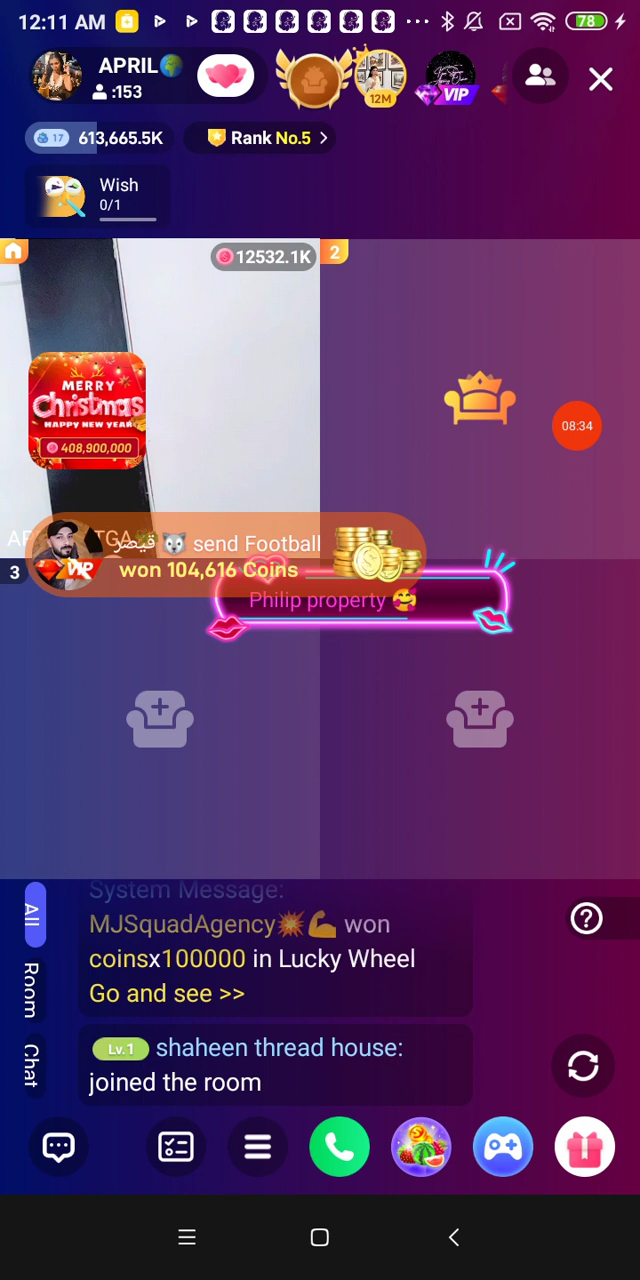 12:11 AM
78
APRIL🌍
:153
12M
VIP
17 613,665.5K
Rank No.5 >
Wish
0/1
12532.1K
2
MERRY
Christmas
HAPPY NEW YEAR
408,900,000
08:34
قيصر 🐺 send Football
VIP
won 104,616 Coins
3
Philip property 🥰
All
Room
Chat
System Message:
MJSquadAgency💥💪 won
coinsx100000 in Lucky Wheel
Go and see >>
Lv.1 shaheen thread house:
joined the room